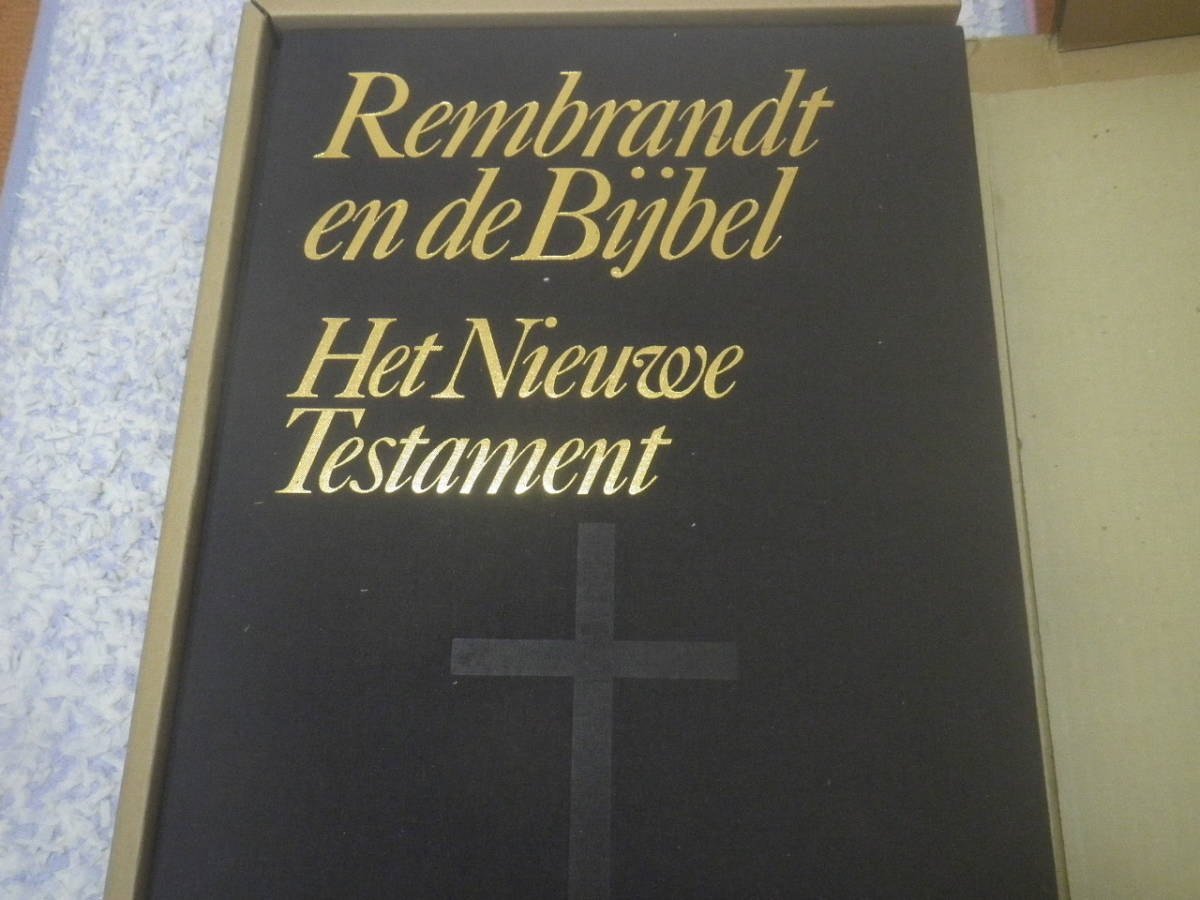 Rembrandt
en de Bijbel
Het Nieuwe
Testament